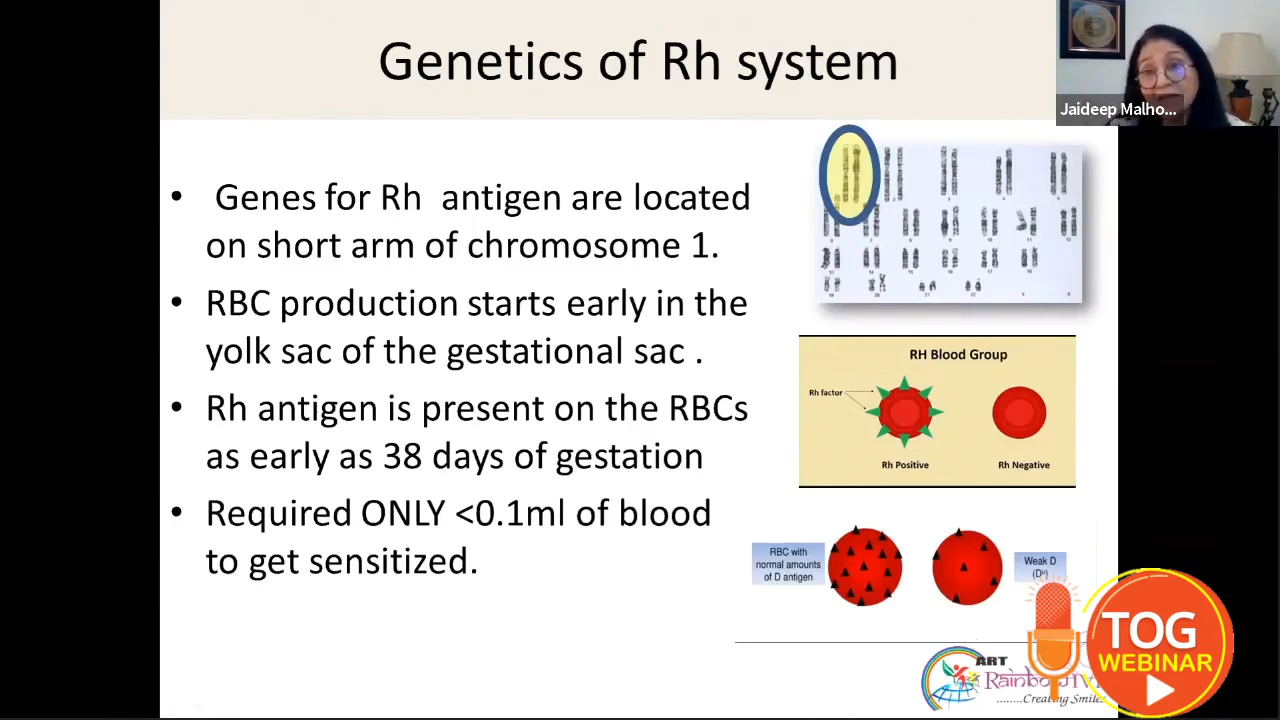 Genetics of Rh system
Jaideep Malho...
• Genes for Rh antigen are located
on short arm of chromosome 1.
• RBC production starts early in the
yolk sac of the gestational sac .
• Rh antigen is present on the RBCs
as early as 38 days of gestation
• Required ONLY <0.1ml of blood
to get sensitized.
RH Blood Group
Rh factor
Rh Positive
Rh Negative
RBC with
normal amounts
of D antigen
Weak D
(Dᵘ)
TOG
WEBINAR
ART
Rainbow IV
........Creating Smiles